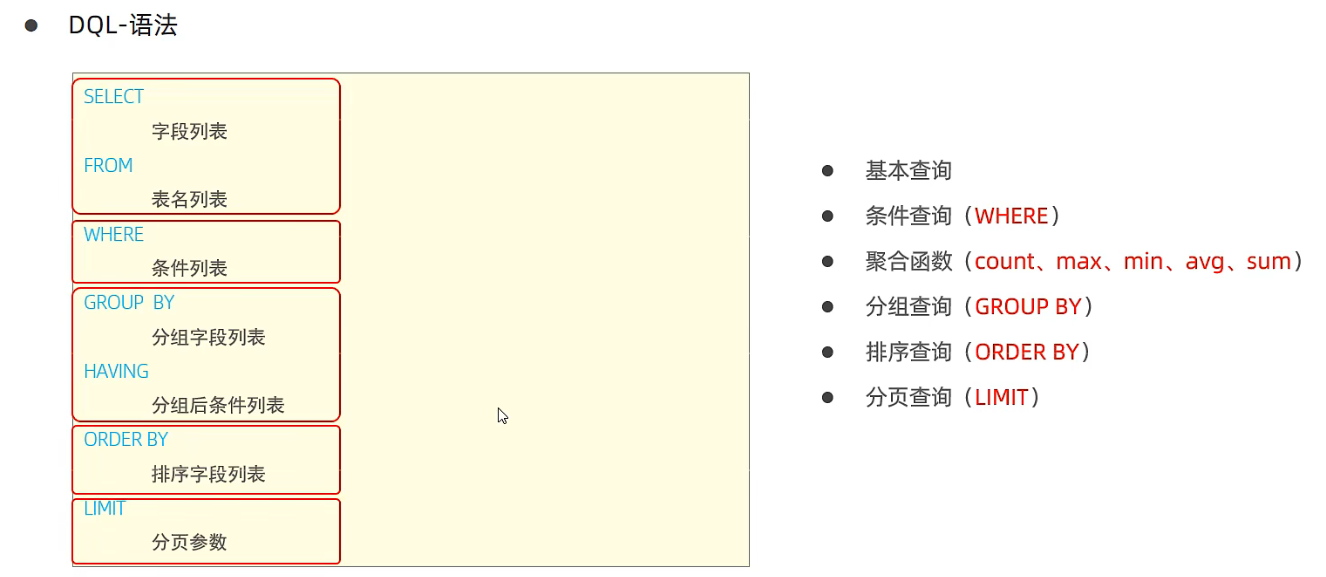 DQL-语法
SELECT
字段列表
FROM
表名列表
WHERE
条件列表
GROUP BY
分组字段列表
HAVING
分组后条件列表
ORDER BY
排序字段列表
LIMIT
分页参数
基本查询
条件查询（WHERE）
聚合函数（count、max、min、avg、sum）
分组查询（GROUP BY）
排序查询（ORDER BY）
分页查询（LIMIT）